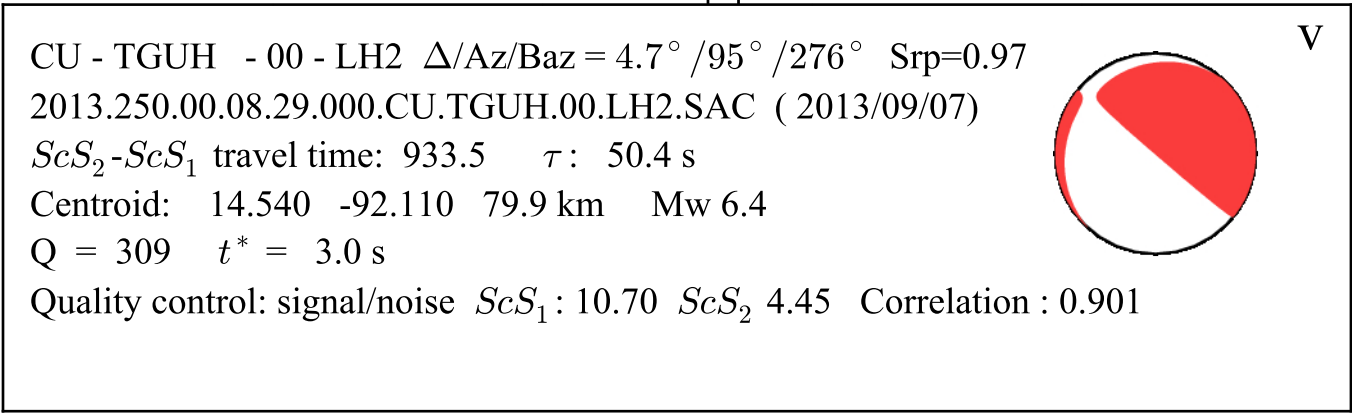 V
CU - TGUH - 00 - LH2 Δ/Az/Baz = 4.7° /95° /276° Srp=0.97
2013.250.00.08.29.000.CU.TGUH.00.LH2.SAC ( 2013/09/07)
ScS₂-ScS₁ travel time: 933.5 τ : 50.4 s
Centroid: 14.540 -92.110 79.9 km Mw 6.4
Q = 309 t* = 3.0 s
Quality control: signal/noise ScS₁ : 10.70 ScS₂ 4.45 Correlation : 0.901